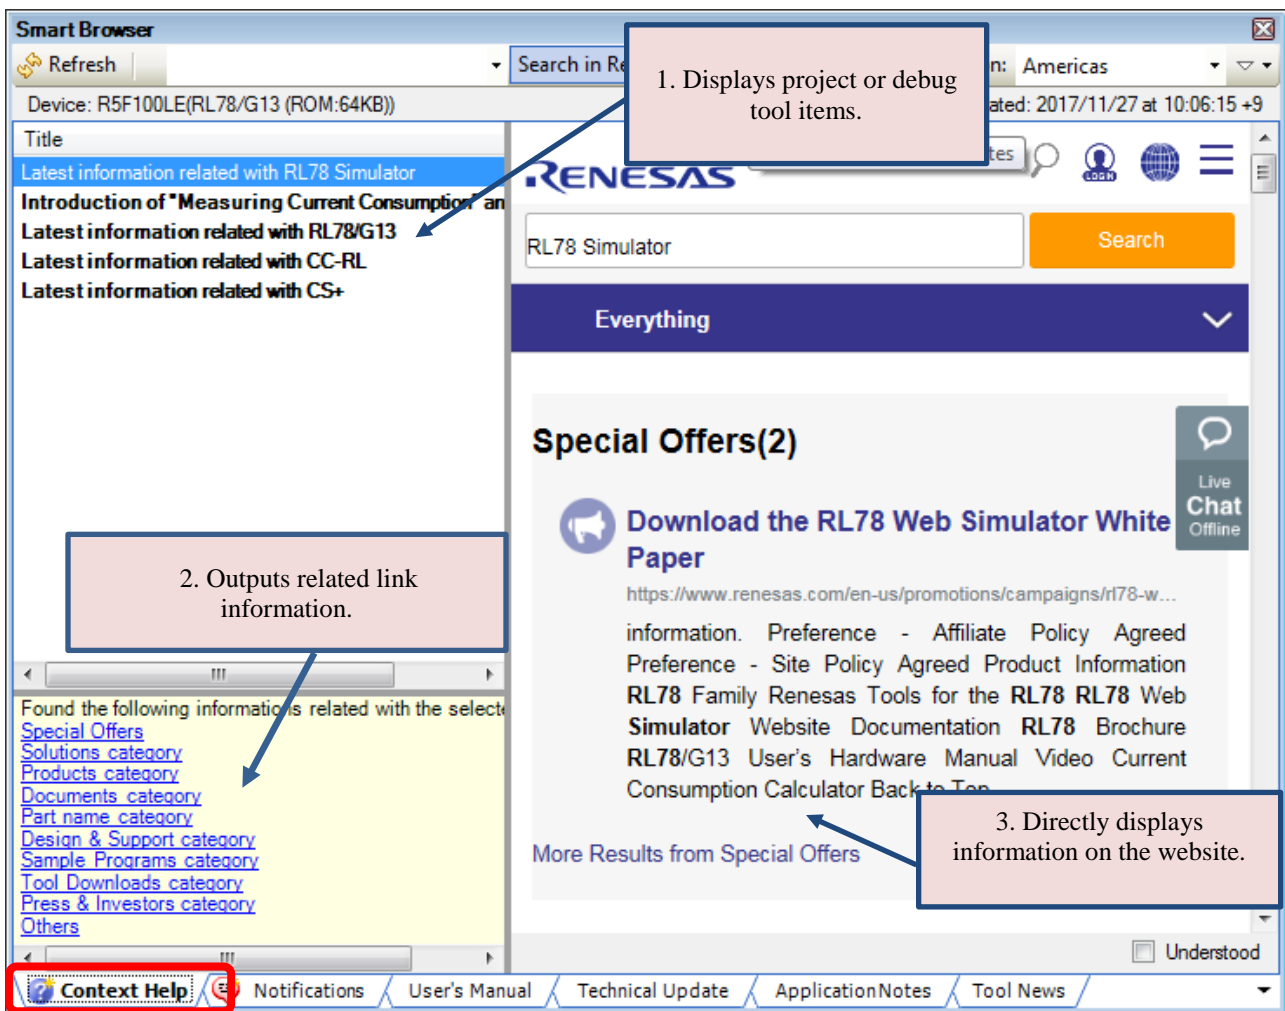 Smart Browser
Refresh
Search in Re
n: Americas
Device: R5F100LE(RL78/G13 (ROM:64KB))
ated: 2017/11/27 at 10:06:15 +9
1. Displays project or debug
tool items.
Title
Latest information related with RL78 Simulator
Introduction of "Measuring Current Consumption" an
Latest information related with RL78/G13
Latest information related with CC-RL
Latest information related with CS+
RENESAS
tes
LOGIN
RL78 Simulator
Search
Everything
Special Offers(2)
Live
Chat
Offline
Download the RL78 Web Simulator White
Paper
https://www.renesas.com/en-us/promotions/campaigns/rl78-w...
information. Preference - Affiliate Policy Agreed
Preference - Site Policy Agreed Product Information
RL78 Family Renesas Tools for the RL78 RL78 Web
Simulator Website Documentation RL78 Brochure
RL78/G13 User's Hardware Manual Video Current
Consumption Calculator Back to Top
More Results from Special Offers
2. Outputs related link
information.
3. Directly displays
information on the website.
Found the following informations related with the selecte
Special Offers
Solutions category
Products category
Documents category
Part name category
Design & Support category
Sample Programs category
Tool Downloads category
Press & Investors category
Others
Understood
Context Help
Notifications
User's Manual
Technical Update
Application Notes
Tool News